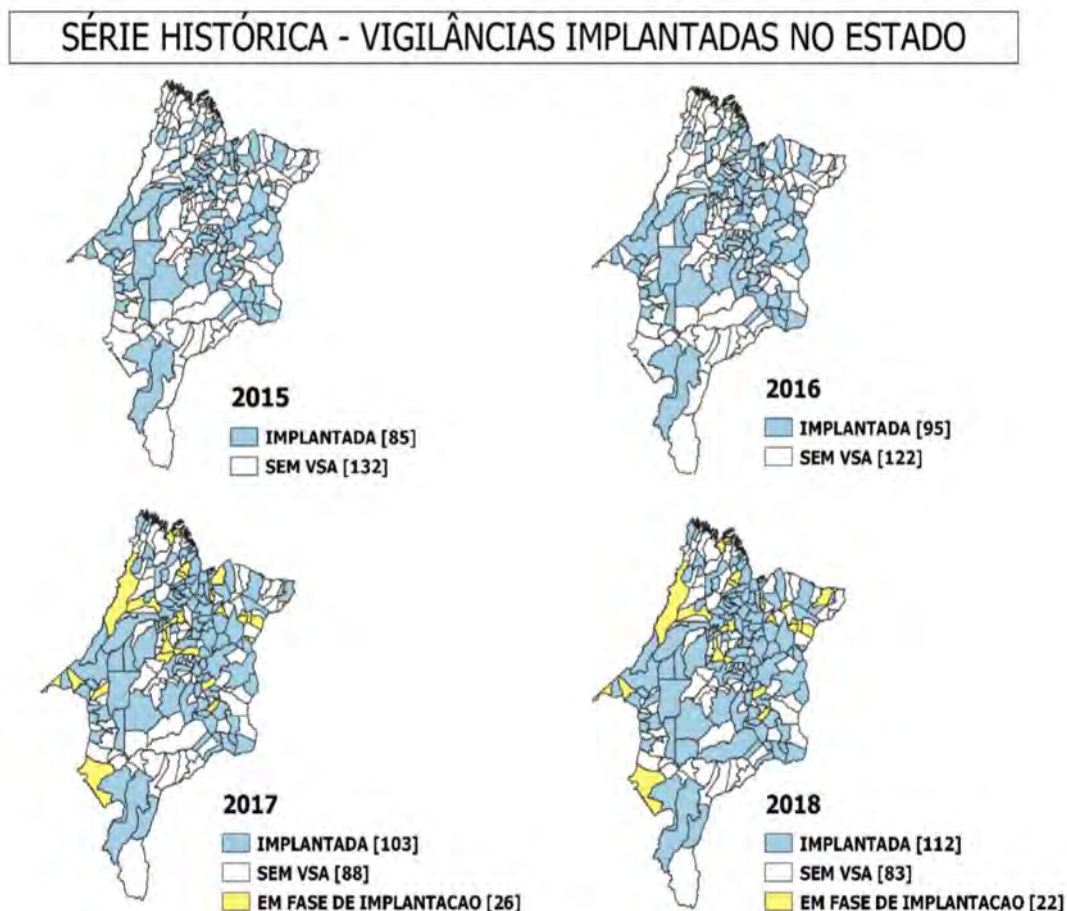 SÉRIE HISTÓRICA - VIGILÂNCIAS IMPLANTADAS NO ESTADO
2015
IMPLANTADA [85]
SEM VSA [132]
2016
IMPLANTADA [95]
SEM VSA [122]
2017
IMPLANTADA [103]
SEM VSA [88]
EM FASE DE IMPLANTACAO [26]
2018
IMPLANTADA [112]
SEM VSA [83]
EM FASE DE IMPLANTACAO [22]